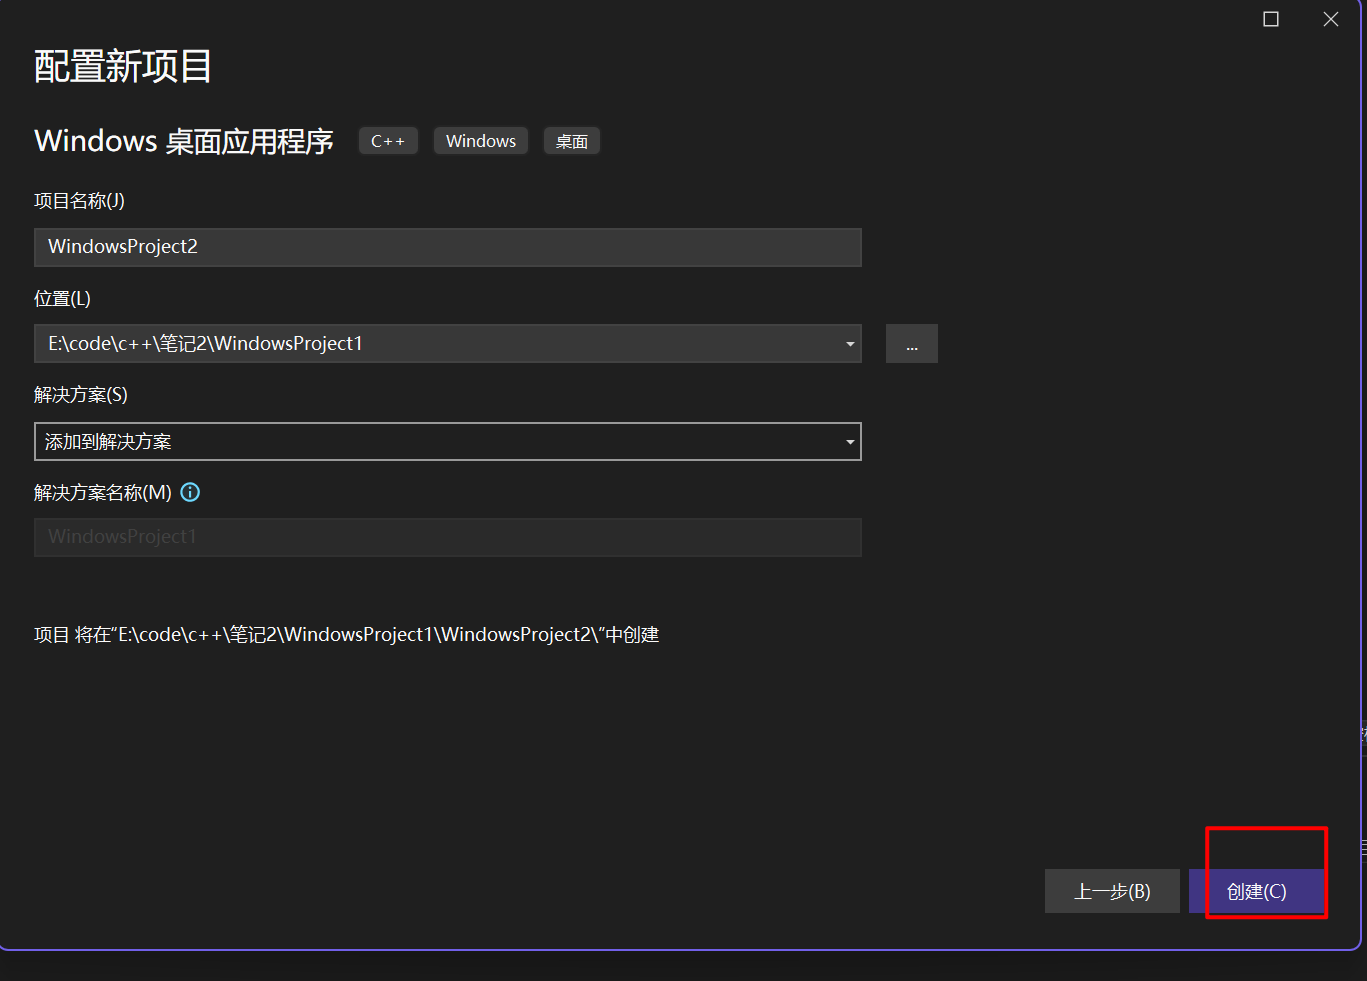 配置新项目
Windows 桌面应用程序 C++ Windows 桌面
项目名称(J)
WindowsProject2
位置(L)
E:\code\c++\笔记2\WindowsProject1
...
解决方案(S)
添加到解决方案
解决方案名称(M)
WindowsProject1
项目 将在“E:\code\c++\笔记2\WindowsProject1\WindowsProject2\”中创建
上一步(B) 创建(C)